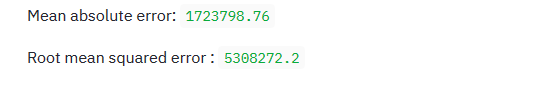 Mean absolute error: 1723798.76
Root mean squared error : 5308272.2